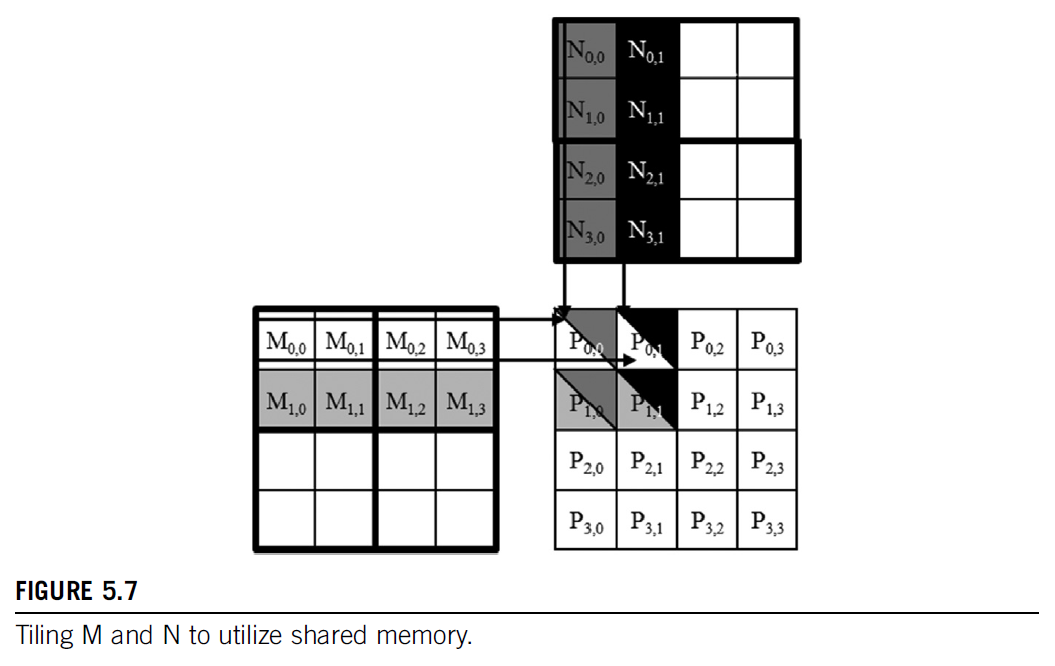 N0,0 N0,1
N1,0 N1,1
N2,0 N2,1
N3,0 N3,1
M0,0 M0,1 M0,2 M0,3 P0,0 P0,1 P0,2 P0,3
M1,0 M1,1 M1,2 M1,3 P1,0 P1,1 P1,2 P1,3
P2,0 P2,1 P2,2 P2,3
P3,0 P3,1 P3,2 P3,3
FIGURE 5.7
Tiling M and N to utilize shared memory.